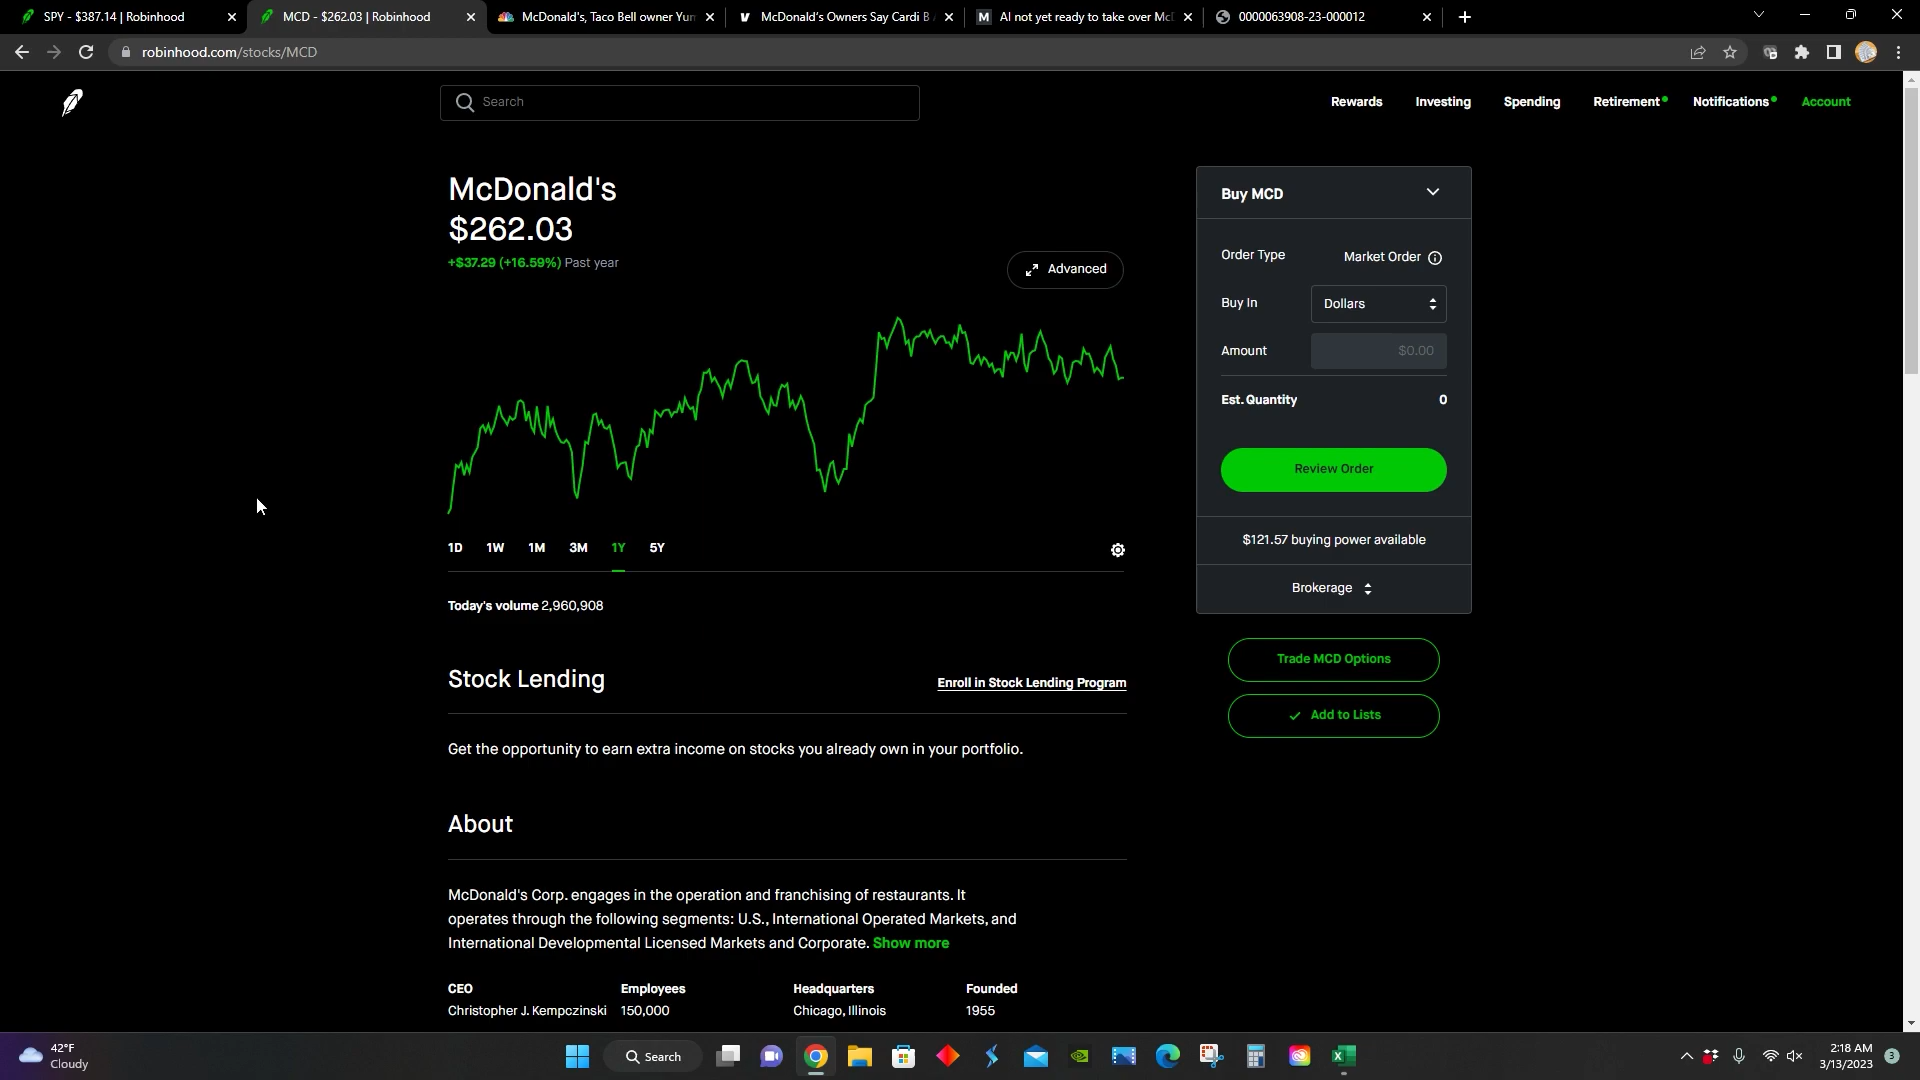 SPY - $387.14 | Robinhood
MCD - $262.03 | Robinhood
McDonald's, Taco Bell owner Yum
McDonald's Owners Say Cardi B
AI not yet ready to take over McD
0000063908-23-000012
robinhood.com/stocks/MCD
Search
Rewards
Investing
Spending
Retirement
Notifications
Account
McDonald's
$262.03
+$37.29 (+16.59%) Past year
Advanced
1D 1W 1M 3M 1Y 5Y
Today's volume 2,960,908
Stock Lending
Enroll in Stock Lending Program
Get the opportunity to earn extra income on stocks you already own in your portfolio.
About
McDonald's Corp. engages in the operation and franchising of restaurants. It
operates through the following segments: U.S., International Operated Markets, and
International Developmental Licensed Markets and Corporate. Show more
CEO
Christopher J. Kempczinski
Employees
150,000
Headquarters
Chicago, Illinois
Founded
1955
Buy MCD
Order Type Market Order
Buy In Dollars
Amount $0.00
Est. Quantity 0
Review Order
$121.57 buying power available
Brokerage
Trade MCD Options
Add to Lists
42°F
Cloudy
Search
2:18 AM
3/13/2023
3